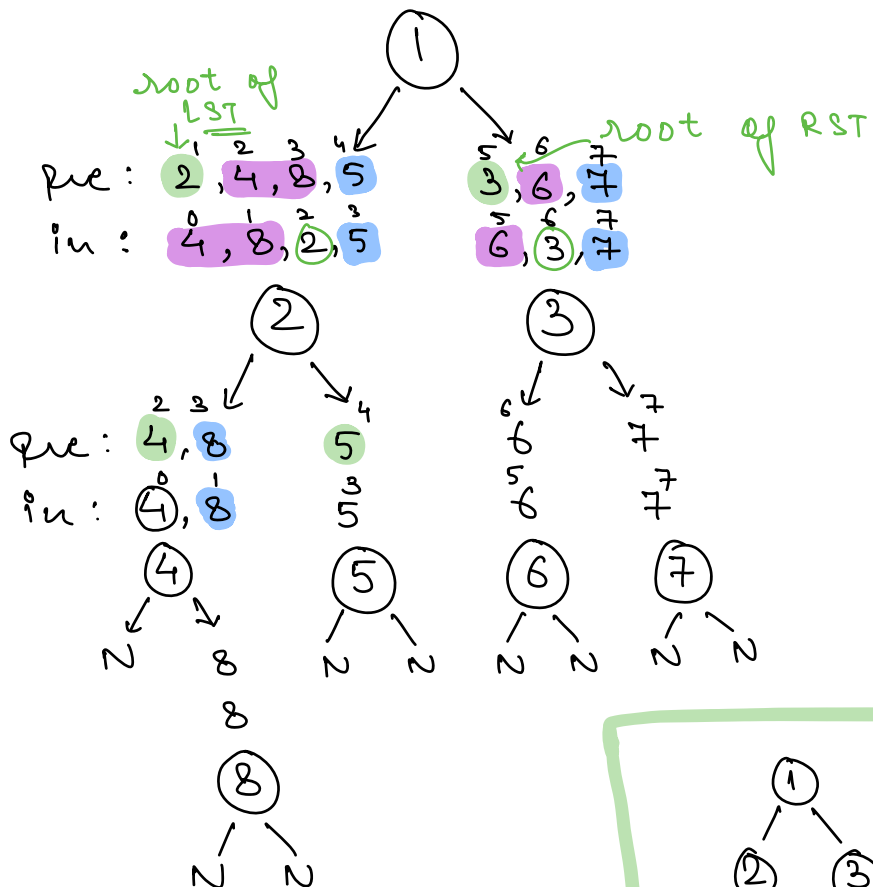 1
root of
LST
root of RST
1 2 3 4 5 6 7
pre: 2, 4, 8, 5 3, 6, 7
0 1 2 3 5 6 7
in: 4, 8, 2, 5 6, 3, 7
2 3
2 3 4 6 7
pre: 4, 8 5 6 7
0 1 3 5 7
in: 4, 8 5 6 7
4 5 6 7
N 8 N N N N N N
8
8
N N
1
2 3